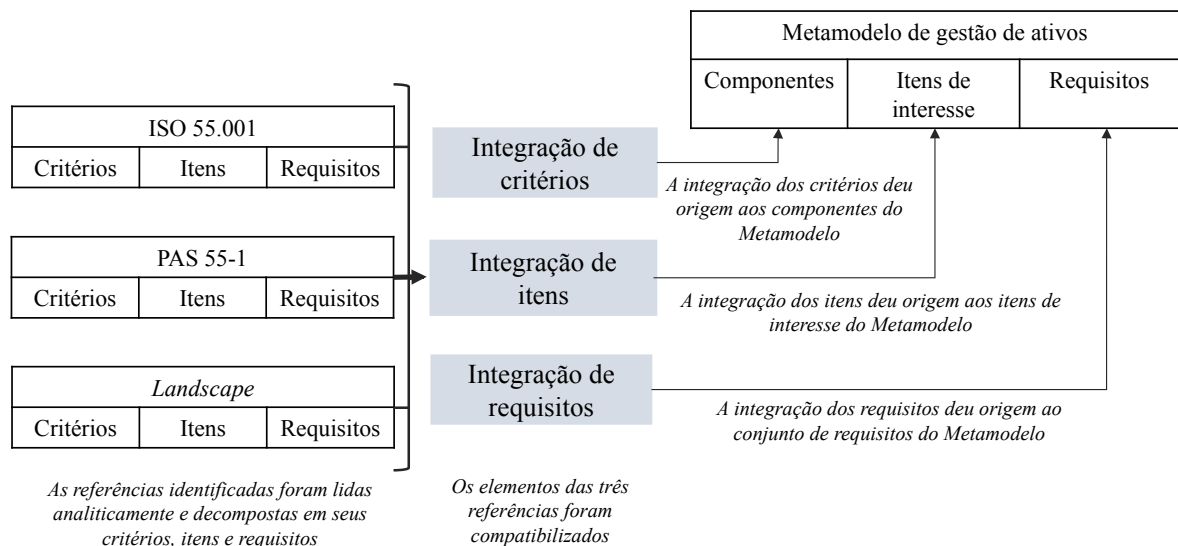 Metamodelo de gestão de ativos
Componentes
Itens de
interesse
Requisitos
ISO 55.001
Critérios
Itens
Requisitos
PAS 55-1
Critérios
Itens
Requisitos
Landscape
Critérios
Itens
Requisitos
As referências identificadas foram lidas
analiticamente e decompostas em seus
critérios, itens e requisitos
Integração de
critérios
Integração de
itens
Integração de
requisitos
Os elementos das três
referências foram
compatibilizados
A integração dos critérios deu
origem aos componentes do
Metamodelo
A integração dos itens deu origem aos itens de
interesse do Metamodelo
A integração dos requisitos deu origem ao
conjunto de requisitos do Metamodelo